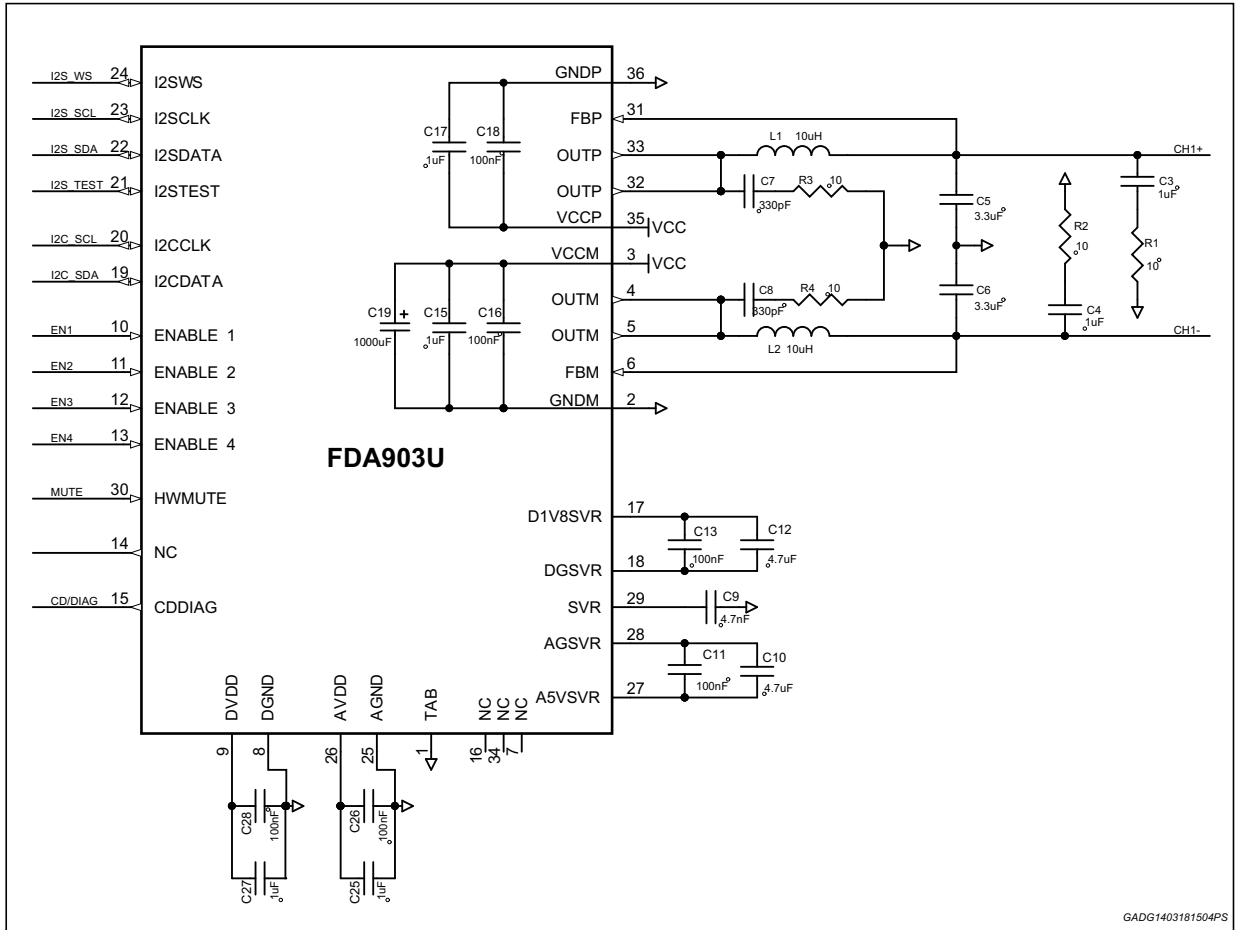 I2S_WS 24 I2SWS
I2S_SCL 23 I2SCLK
I2S_SDA 22 I2SDATA
I2S_TEST 21 I2STEST
I2C_SCL 20 I2CCLK
I2C_SDA 19 I2CDATA
EN1 10 ENABLE 1
EN2 11 ENABLE 2
EN3 12 ENABLE 3
EN4 13 ENABLE 4
MUTE 30 HWMUTE
14 NC
CD/DIAG 15 CDDIAG
FDA903U
GNDP 36
FBP 31
OUTP 33
OUTP 32
VCCP 35 VCC
VCCM 3 VCC
OUTM 4
OUTM 5
FBM 6
GNDM 2
C17 1uF
C18 100nF
C19 + 1000uF
C15 1uF
C16 100nF
L1 10uH
C7 330pF
R3 10
C8 330pF
R4 10
L2 10uH
C5 3.3uF
C6 3.3uF
R2 10
C4 1uF
C3 1uF
R1 10
CH1+
CH1-
D1V8SVR 17
DGSVR 18
SVR 29
AGSVR 28
A5VSVR 27
C13 100nF
C12 4.7uF
C9 4.7nF
C11 100nF
C10 4.7uF
DVDD 9
DGND 8
AVDD 26
AGND 25
TAB 1
NC 16
NC 34
NC 7
C28 100nF
C27 1uF
C26 100nF
C25 1uF
GADG1403181504PS